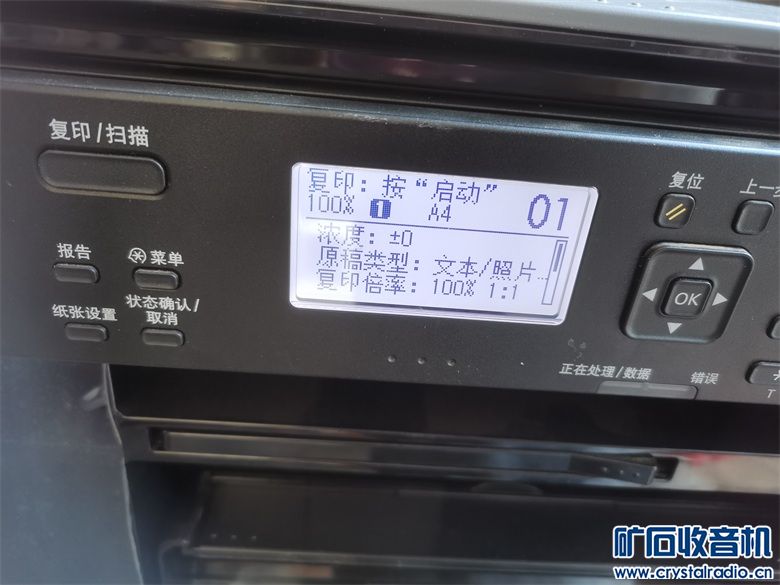 复印/扫描
复印：按“启动”
100% 1 A4 01
浓度：±0
原稿类型：文本/照片...
复印倍率：100% 1:1
复位
报告
菜单
纸张设置
状态确认/
取消
OK
正在处理/数据
错误
T
矿石收音机
www.crystalradio.cn